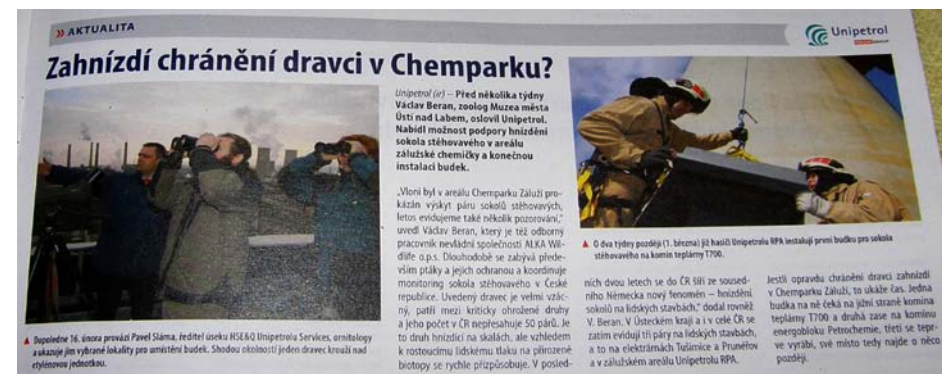 » AKTUALITA
Unipetrol
Zahnízdí chránění dravci v Chemparku?
Unipetrol (ir) – Před několika týdny
Václav Beran, zoolog Muzea města
Ústí nad Labem, oslovil Unipetrol.
Nabídl možnost podpory hnízdění
sokola stěhovavého v areálu
zálužské chemičky a konečnou
instalaci budek.
„Vloni byl v areálu Chemparku Záluží pro-
kázán výskyt páru sokolů stěhovavých,
letos evidujeme také několik pozorování,“
uvedl Václav Beran, který je též odborný
pracovník nevládní společnosti ALKA Wil-
dlife o.p.s. Dlouhodobě se zabývá přede-
vším ptáky a jejich ochranou a koordinuje
monitoring sokola stěhovavého v České
republice. Uvedený dravec je velmi vzác-
ný, patří mezi kriticky ohrožené druhy
a jeho počet v ČR nepřesahuje 50 párů. Je
to druh hnízdící na skalách, ale vzhledem
k rostoucímu lidskému tlaku na přirozené
biotopy se rychle přizpůsobuje. V posled-
ních dvou letech se do ČR šíří ze soused-
ního Německa nový fenomén – hnízdění
sokolů na lidských stavbách,“ dodal rovněž
V. Beran. V Ústeckém kraji a i v celé ČR se
zatím evidují tři páry na lidských stavbách,
a to na elektrárnách Tušimice a Prunéřov
a v zálužském areálu Unipetrolu RPA.
Jestli opravdu chránění dravci zahnízdí
v Chemparku Záluží, to ukáže čas. Jedna
budka na ně čeká na jižní straně komína
teplárny T700 a druhá zase na komínu
energobloku Petrochemie, třetí se tepr-
ve vyrábí, své místo tedy najde o něco
později.
▲ O dva týdny později (1. března) již hasiči Unipetrolu RPA instalují první budku pro sokola
stěhovavého na komín teplárny T700.
▲ Dopoledne 16. února provází Pavel Sláma, ředitel úseku HSE&Q Unipetrolu Services, ornitology
a ukazuje jim vybrané lokality pro umístění budek. Shodou okolností jeden dravec krouží nad
etylénovou jednotkou.